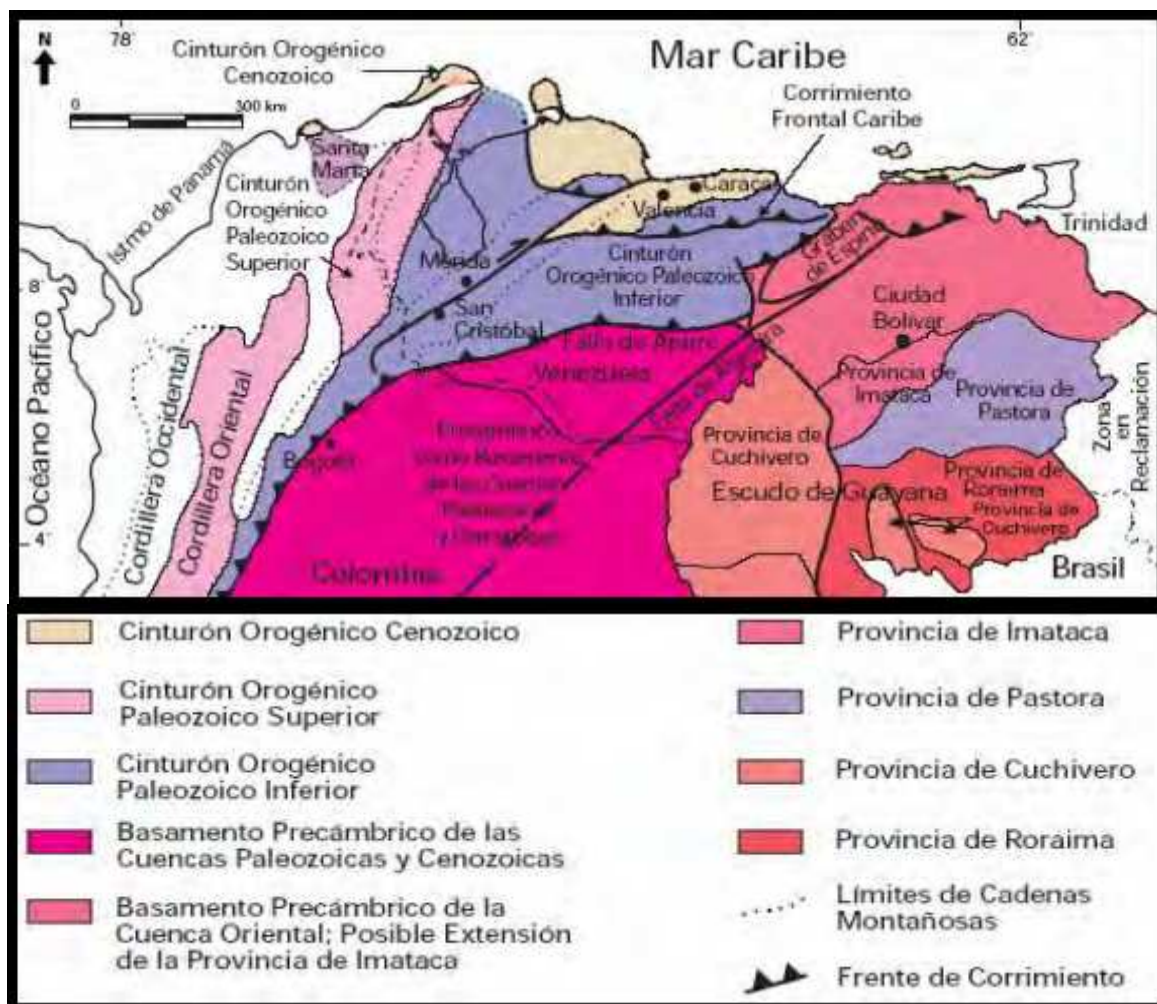 78
62
N
Cinturón Orogénico
Cenozoico
Mar Caribe
0
300 km
Corrimiento
Frontal Caribe
Istmo de Panamá
Santa
Marta
Cinturón
Orogénico
Paleozoico
Superior
Caracas
Valencia
Trinidad
Graben
de Espino
Mérida
Cinturón
Orogénico Paleozoico
Inferior
8
San
Cristóbal
Ciudad
Bolívar
Falla de Apure
Venezuela
Falla de
Provincia de
Imataca
Provincia de
Pastora
Zona
en
Reclamación
Océano Pacífico
Cordillera Occidental
Cordillera Oriental
Bogotá
Provincia de
Cuchivero
Escudo de Guayana
Provincia de
Roraima
Provincia de
Cuchivero
4
Colombia
Brasil
Cinturón Orogénico Cenozoico
Cinturón Orogénico
Paleozoico Superior
Cinturón Orogénico
Paleozoico Inferior
Basamento Precámbrico de las
Cuencas Paleozoicas y Cenozoicas
Basamento Precámbrico de la
Cuenca Oriental; Posible Extensión
de la Provincia de Imataca
Provincia de Imataca
Provincia de Pastora
Provincia de Cuchivero
Provincia de Roraima
Límites de Cadenas
Montañosas
Frente de Corrimiento